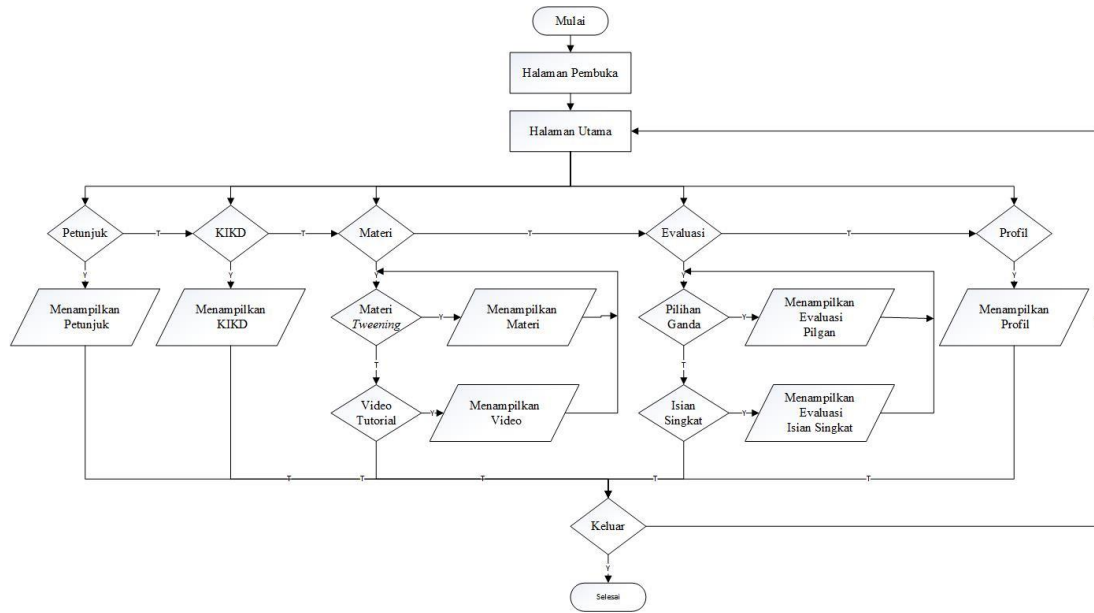 Mulai
Halaman Pembuka
Halaman Utama
Petunjuk
T
KIKD
T
Materi
T
Evaluasi
T
Profil
Y
Y
Y
Y
Y
Menampilkan
Petunjuk
Menampilkan
KIKD
Materi
Tweening
Y
Menampilkan
Materi
Pilihan
Ganda
Y
Menampilkan
Evaluasi
Pilgan
Menampilkan
Profil
T
T
Video
Tutorial
Y
Menampilkan
Video
Isian
Singkat
Y
Menampilkan
Evaluasi
Isian Singkat
T
T
T
T
T
Keluar
Y
Selesai